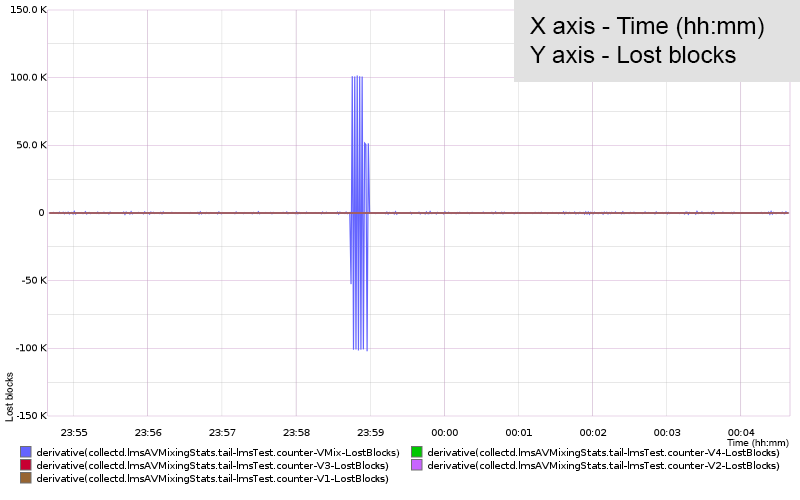 X axis - Time (hh:mm)
Y axis - Lost blocks
150.0 K
100.0 K
50.0 K
0
-50 K
-100 K
-150 K
Lost blocks
23:55 23:56 23:57 23:58 23:59 00:00 00:01 00:02 00:03 00:04
Time (hh:mm)
derivative(collectd.lmsAVMixingStats.tail-lmsTest.counter-VMix-LostBlocks) derivative(collectd.lmsAVMixingStats.tail-lmsTest.counter-V4-LostBlocks)
derivative(collectd.lmsAVMixingStats.tail-lmsTest.counter-V3-LostBlocks) derivative(collectd.lmsAVMixingStats.tail-lmsTest.counter-V2-LostBlocks)
derivative(collectd.lmsAVMixingStats.tail-lmsTest.counter-V1-LostBlocks)